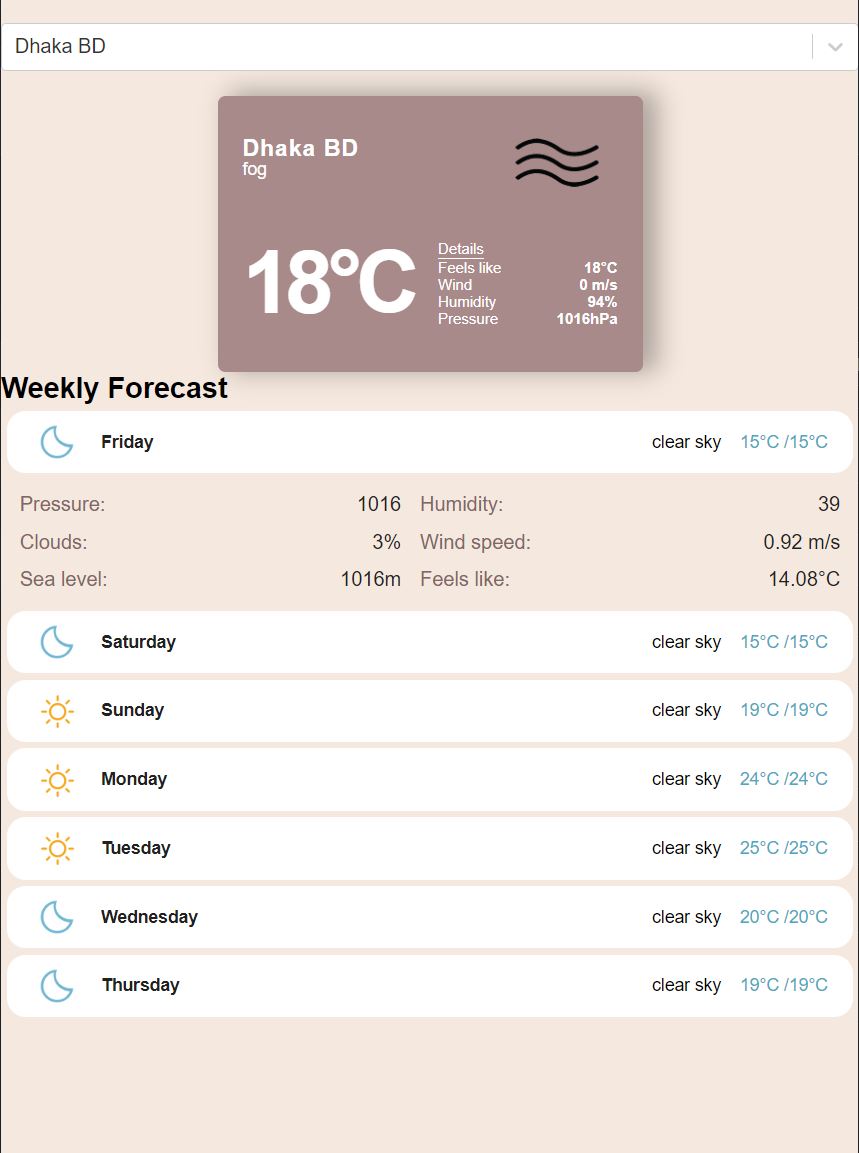 Dhaka BD
Dhaka BD
fog
18°C
Details
Feels like 18°C
Wind 0 m/s
Humidity 94%
Pressure 1016hPa
Weekly Forecast
Friday clear sky 15°C /15°C
Pressure: 1016 Humidity: 39
Clouds: 3% Wind speed: 0.92 m/s
Sea level: 1016m Feels like: 14.08°C
Saturday clear sky 15°C /15°C
Sunday clear sky 19°C /19°C
Monday clear sky 24°C /24°C
Tuesday clear sky 25°C /25°C
Wednesday clear sky 20°C /20°C
Thursday clear sky 19°C /19°C